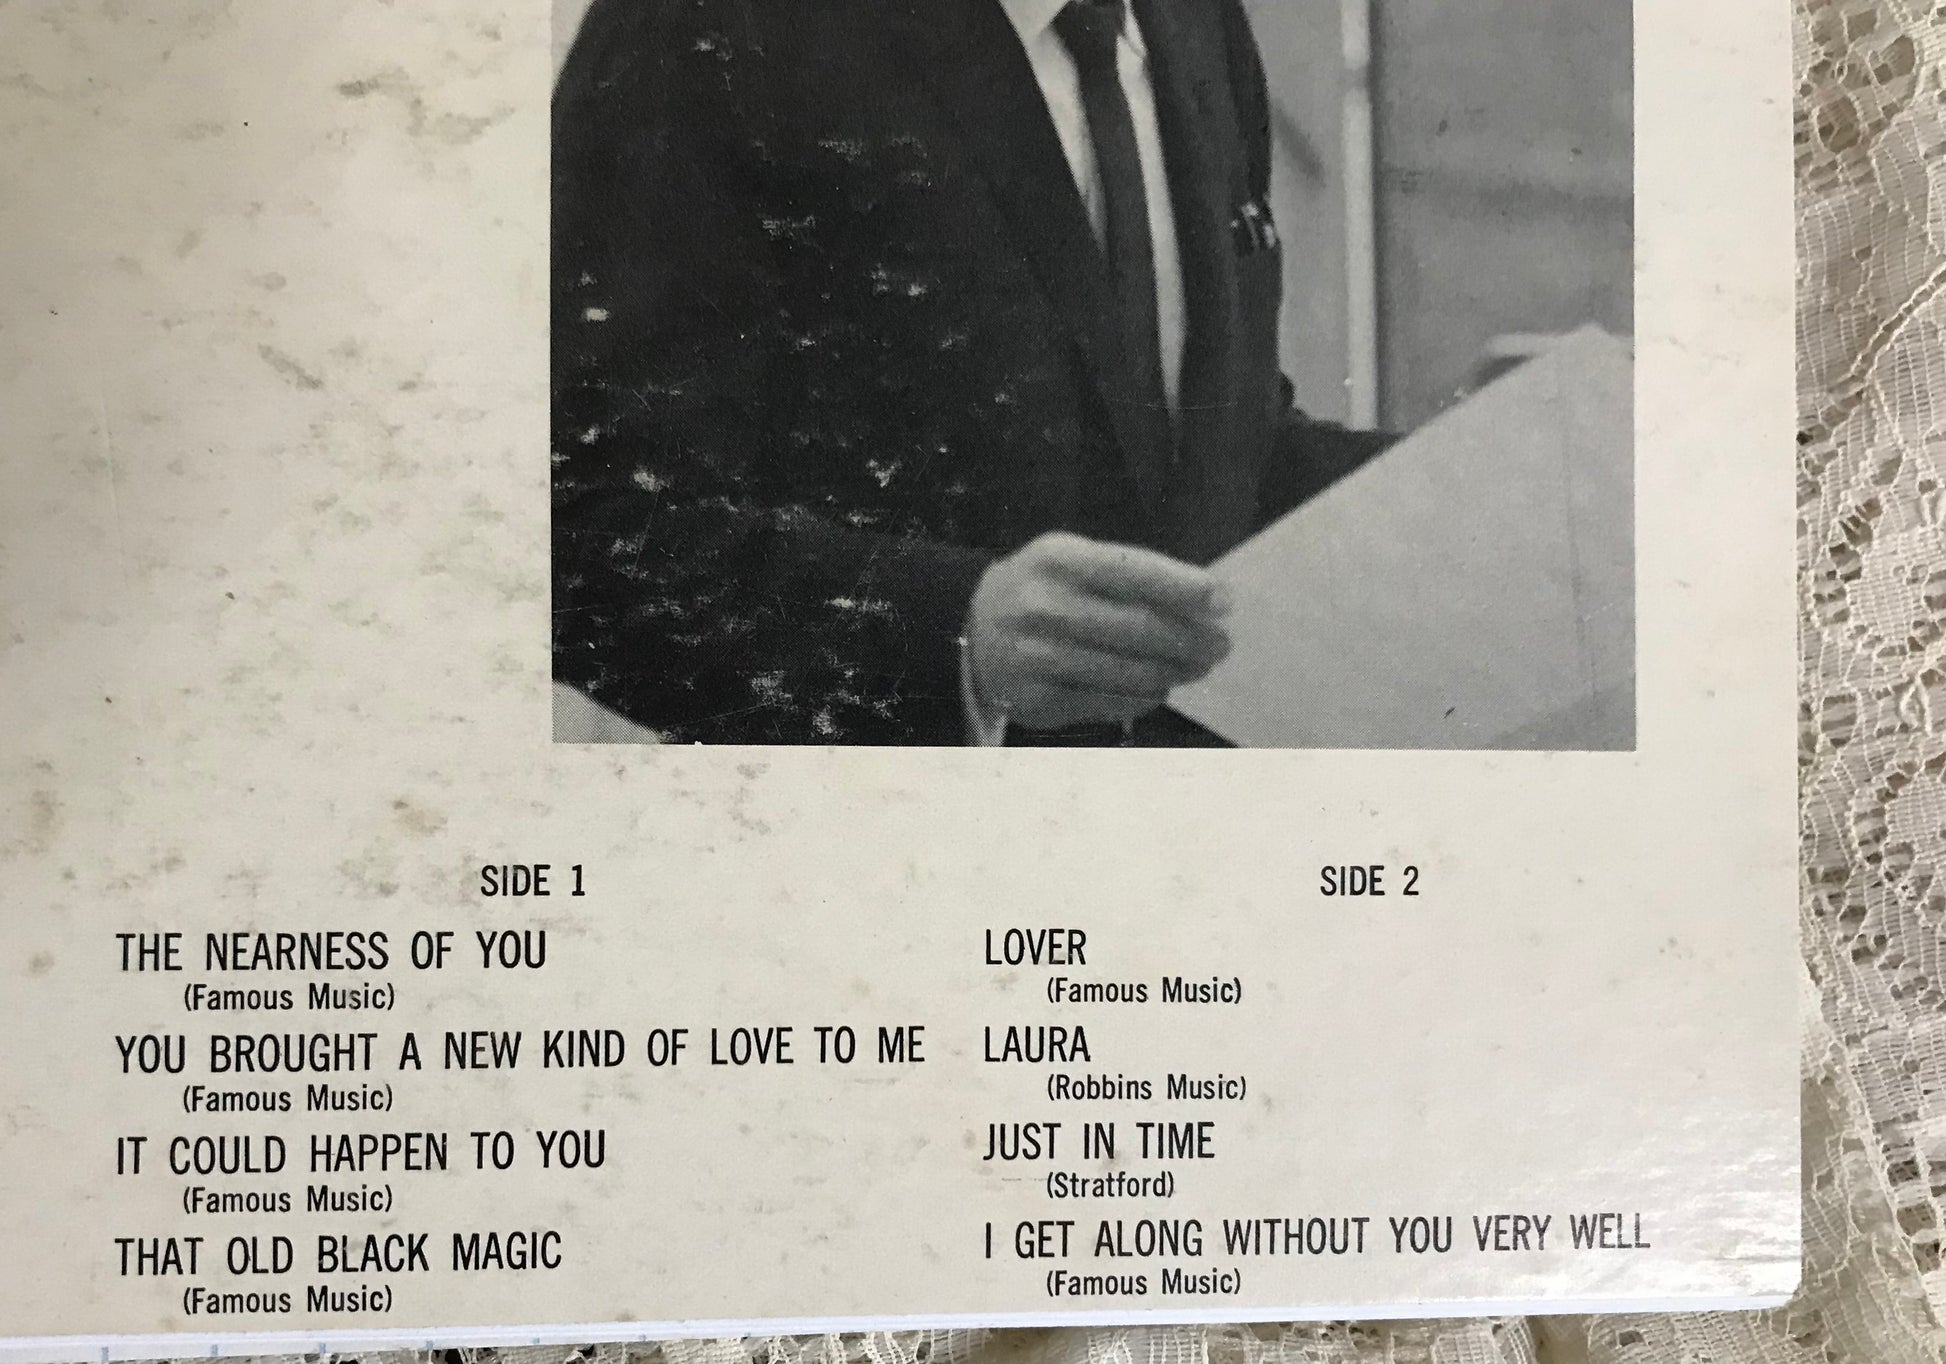 SIDE 1
THE NEARNESS OF YOU
(Famous Music)
YOU BROUGHT A NEW KIND OF LOVE TO ME
(Famous Music)
IT COULD HAPPEN TO YOU
(Famous Music)
THAT OLD BLACK MAGIC
(Famous Music)
SIDE 2
LOVER
(Famous Music)
LAURA
(Robbins Music)
JUST IN TIME
(Stratford)
I GET ALONG WITHOUT YOU VERY WELL
(Famous Music)